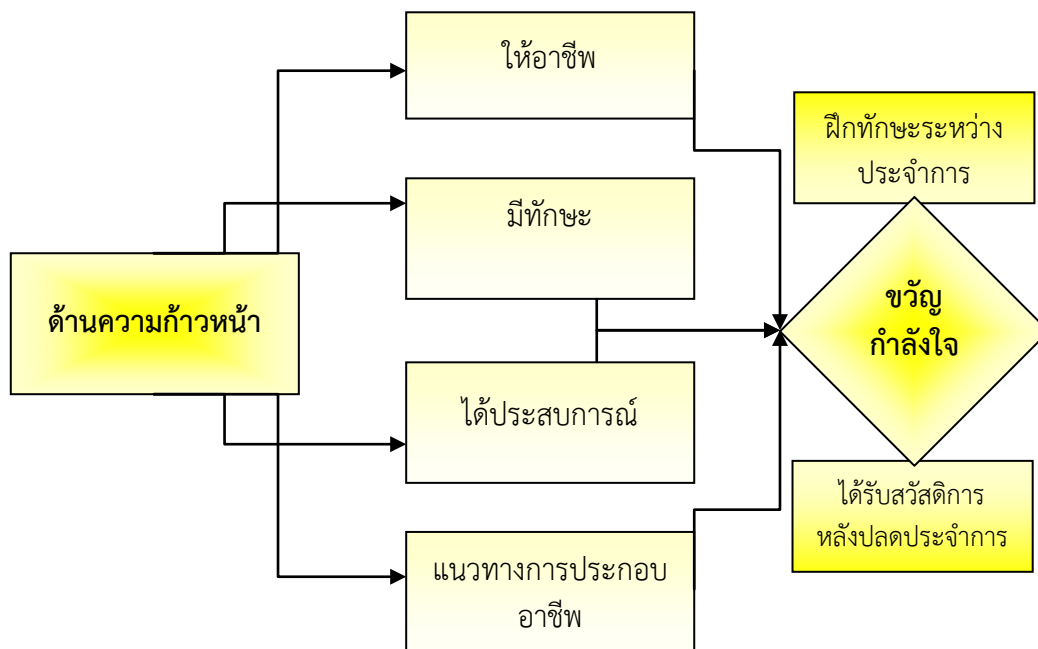 ให้อาชีพ
ฝึกทักษะระหว่าง
ประจำการ
มีทักษะ
ด้านความก้าวหน้า
ขวัญ
กำลังใจ
ได้ประสบการณ์
ได้รับสวัสดิการ
หลังปลดประจำการ
แนวทางการประกอบ
อาชีพ